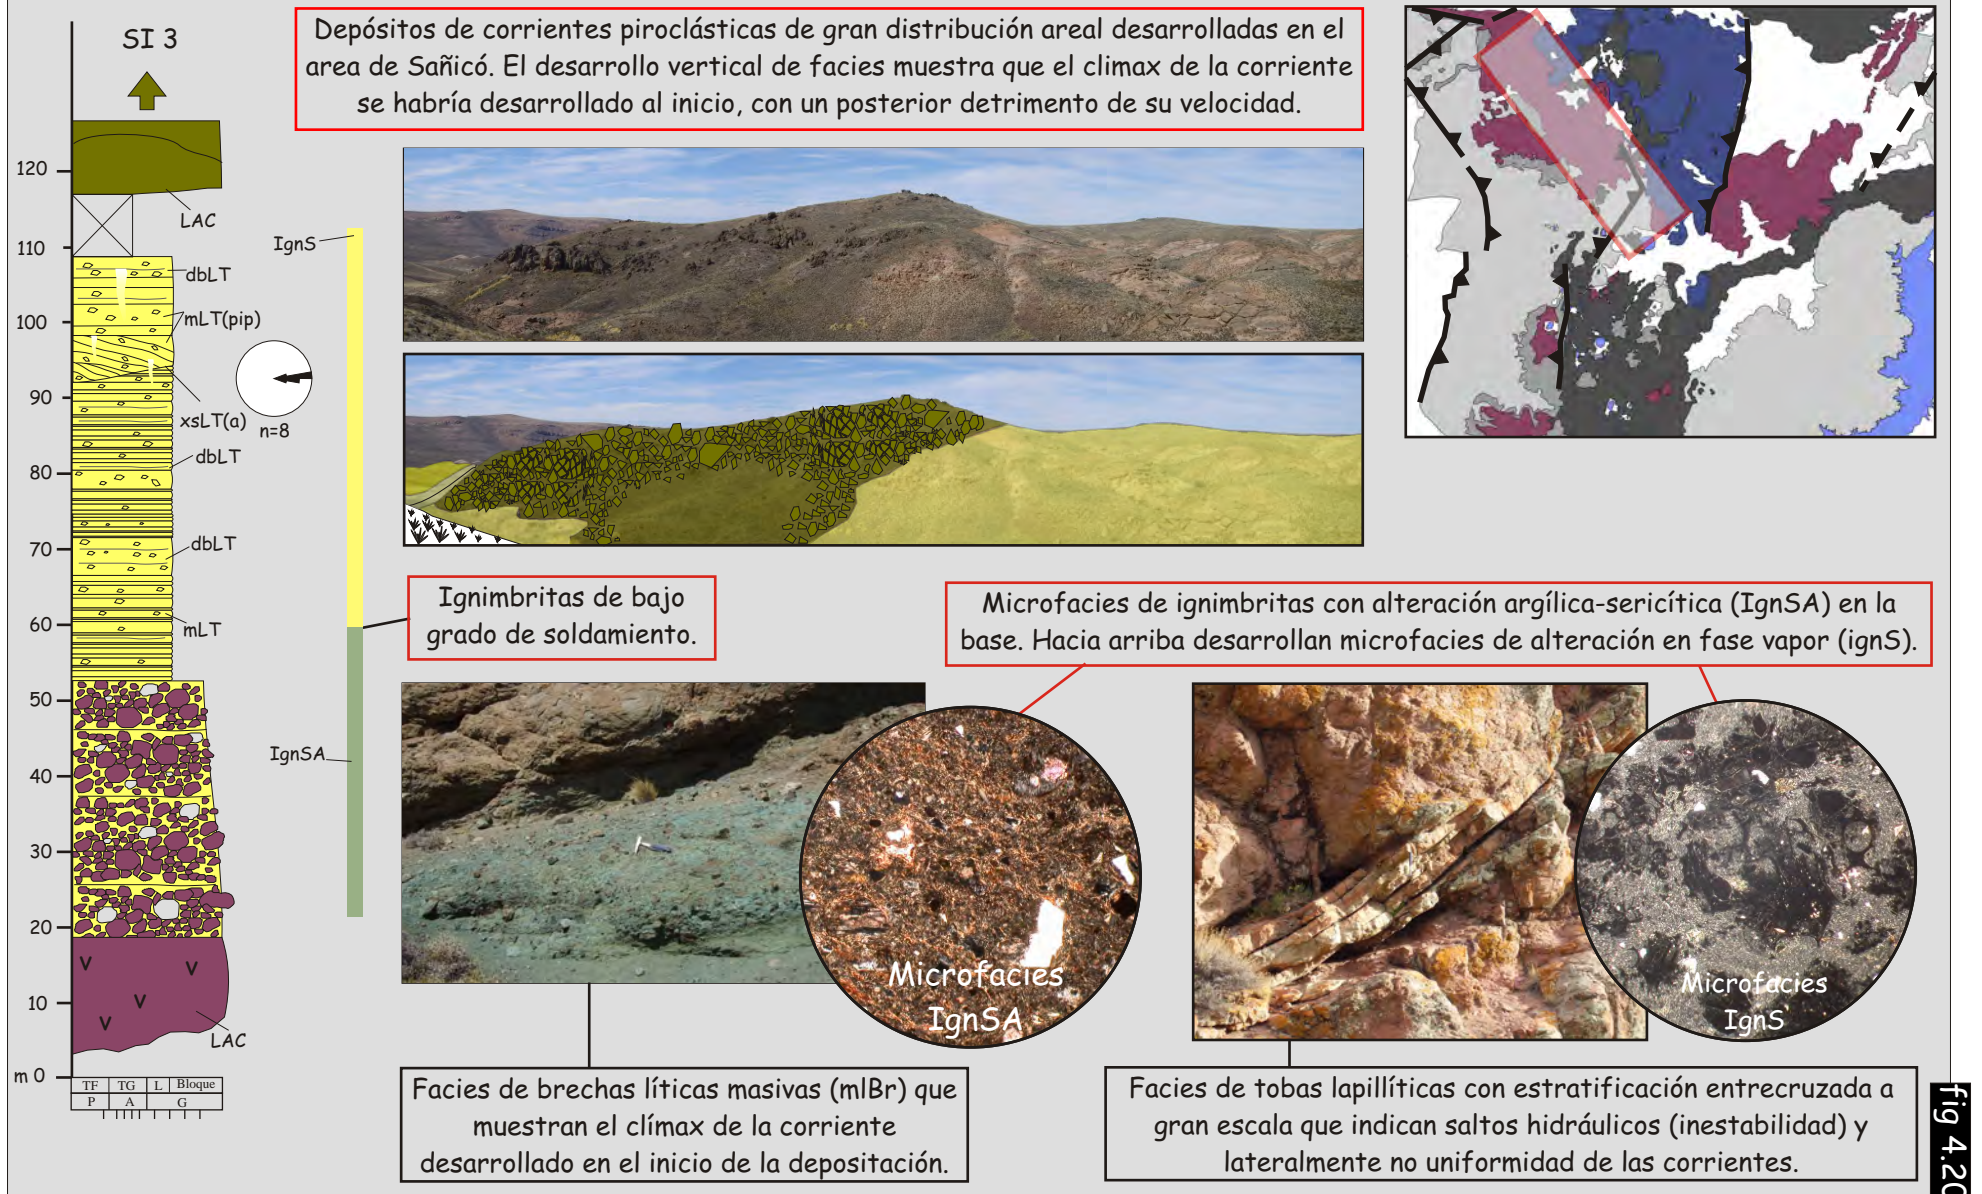 SI 3
Depósitos de corrientes piroclásticas de gran distribución areal desarrolladas en el
area de Sañicó. El desarrollo vertical de facies muestra que el climax de la corriente
se habría desarrollado al inicio, con un posterior detrimento de su velocidad.
120
LAC
110
IgnS
dbLT
100
mLT(pip)
90
xsLT(a)
n=8
dbLT
80
70
dbLT
60
mLT
50
IgnSA
40
30
20
10
LAC
m 0
TF TG L Bloque
P A G
Ignimbritas de bajo
grado de soldamiento.
Microfacies de ignimbritas con alteración argílica-sericítica (IgnSA) en la
base. Hacia arriba desarrollan microfacies de alteración en fase vapor (ignS).
Microfacies
IgnSA
Microfacies
IgnS
Facies de brechas líticas masivas (mlBr) que
muestran el clímax de la corriente
desarrollado en el inicio de la depositación.
Facies de tobas lapillíticas con estratificación entrecruzada a
gran escala que indican saltos hidráulicos (inestabilidad) y
lateralmente no uniformidad de las corrientes.
fig 4.20